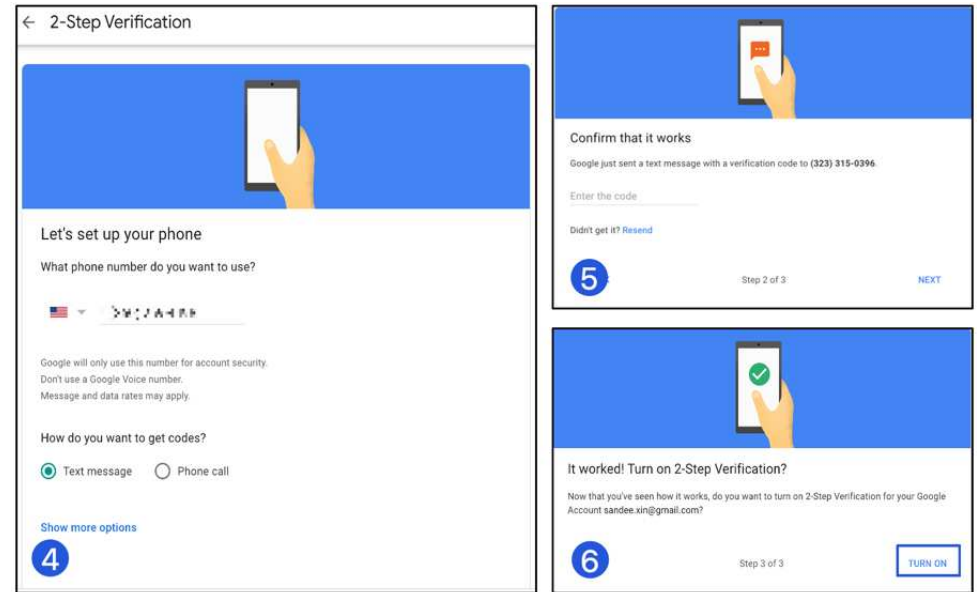 ← 2-Step Verification
Let's set up your phone
What phone number do you want to use?
Google will only use this number for account security.
Don't use a Google Voice number.
Message and data rates may apply.
How do you want to get codes?
Text message Phone call
Show more options
4
Confirm that it works
Google just sent a text message with a verification code to (323) 315-0396.
Enter the code
Didn't get it? Resend
5 Step 2 of 3 NEXT
It worked! Turn on 2-Step Verification?
Now that you've seen how it works, do you want to turn on 2-Step Verification for your Google
Account sandee.xin@gmail.com?
6 Step 3 of 3 TURN ON